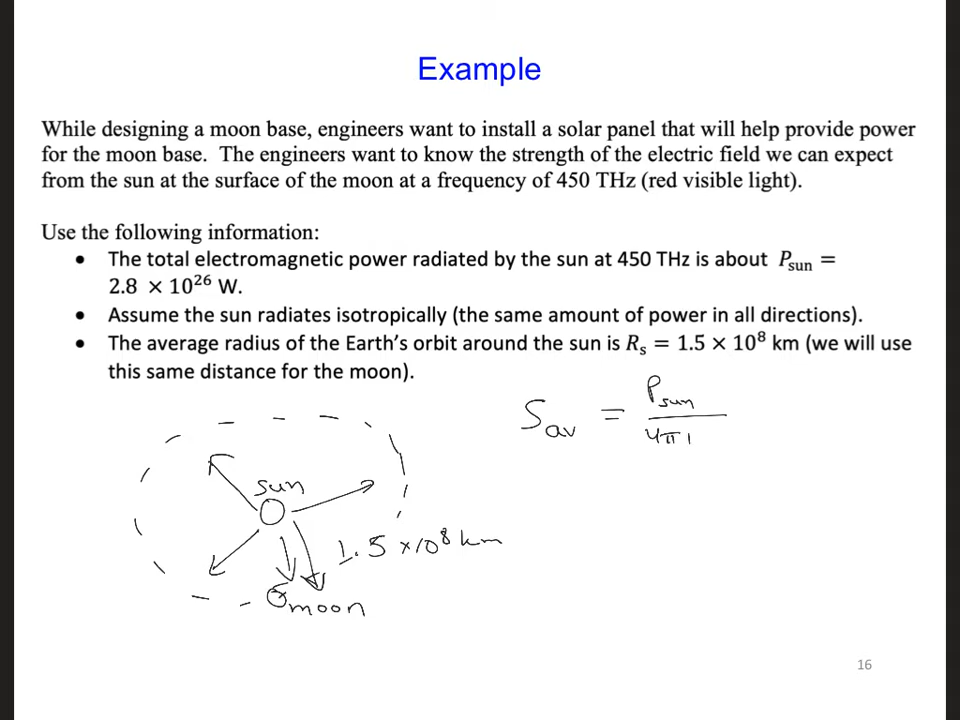 Example
While designing a moon base, engineers want to install a solar panel that will help provide power
for the moon base.  The engineers want to know the strength of the electric field we can expect
from the sun at the surface of the moon at a frequency of 450 THz (red visible light).
Use the following information:
• The total electromagnetic power radiated by the sun at 450 THz is about P_sun =
2.8 × 10²⁶ W.
• Assume the sun radiates isotropically (the same amount of power in all directions).
• The average radius of the Earth's orbit around the sun is R_s = 1.5 × 10⁸ km (we will use
this same distance for the moon).
S_av = P_sun / 4π
sun
1.5 ×10⁸ km
moon
16